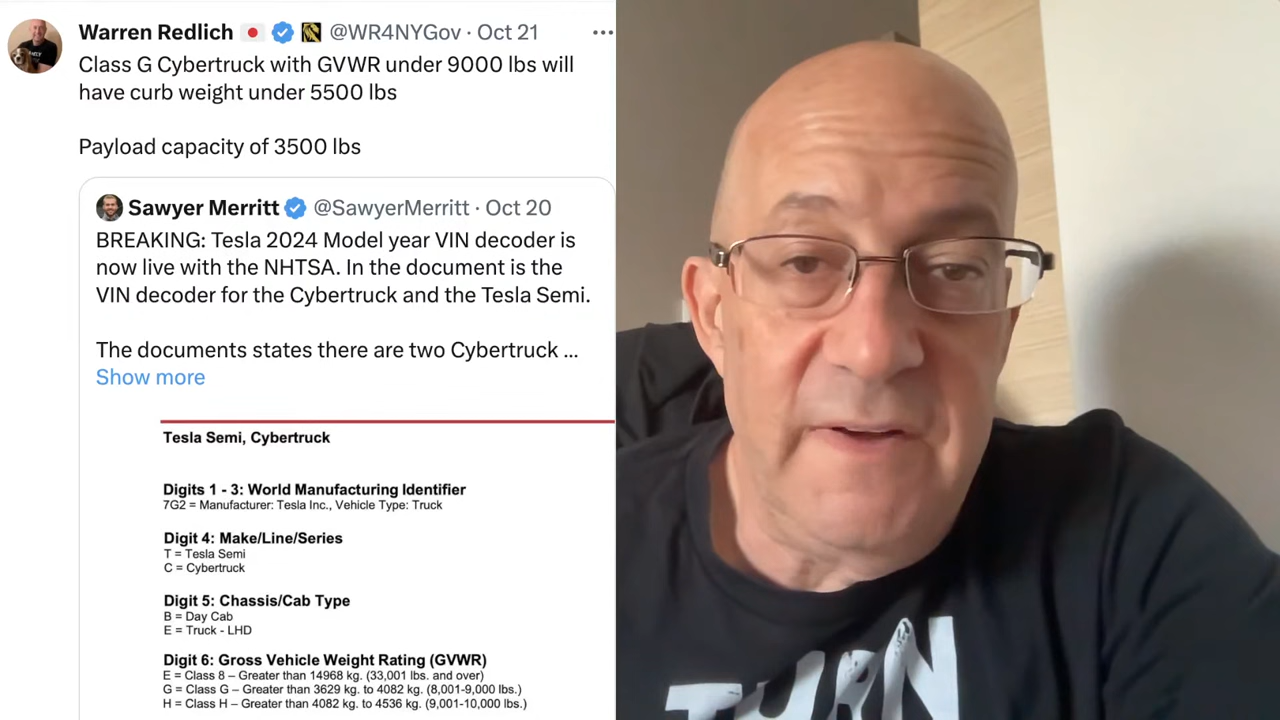 Warren Redlich @WR4NYGov · Oct 21
Class G Cybertruck with GVWR under 9000 lbs will
have curb weight under 5500 lbs
Payload capacity of 3500 lbs
Sawyer Merritt @SawyerMerritt · Oct 20
BREAKING: Tesla 2024 Model year VIN decoder is
now live with the NHTSA. In the document is the
VIN decoder for the Cybertruck and the Tesla Semi.
The documents states there are two Cybertruck ...
Show more
Tesla Semi, Cybertruck
Digits 1 - 3: World Manufacturing Identifier
7G2 = Manufacturer: Tesla Inc., Vehicle Type: Truck
Digit 4: Make/Line/Series
T = Tesla Semi
C = Cybertruck
Digit 5: Chassis/Cab Type
B = Day Cab
E = Truck - LHD
Digit 6: Gross Vehicle Weight Rating (GVWR)
E = Class 8 – Greater than 14968 kg. (33,001 lbs. and over)
G = Class G – Greater than 3629 kg. to 4082 kg. (8,001-9,000 lbs.)
H = Class H – Greater than 4082 kg. to 4536 kg. (9,001-10,000 lbs.)
TURN